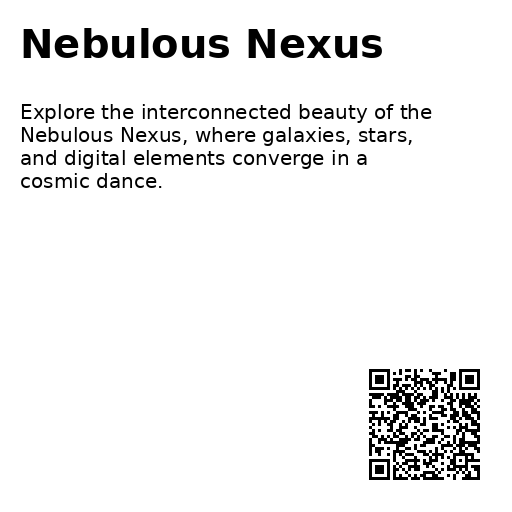 Nebulous Nexus
Explore the interconnected beauty of the
Nebulous Nexus, where galaxies, stars,
and digital elements converge in a
cosmic dance.